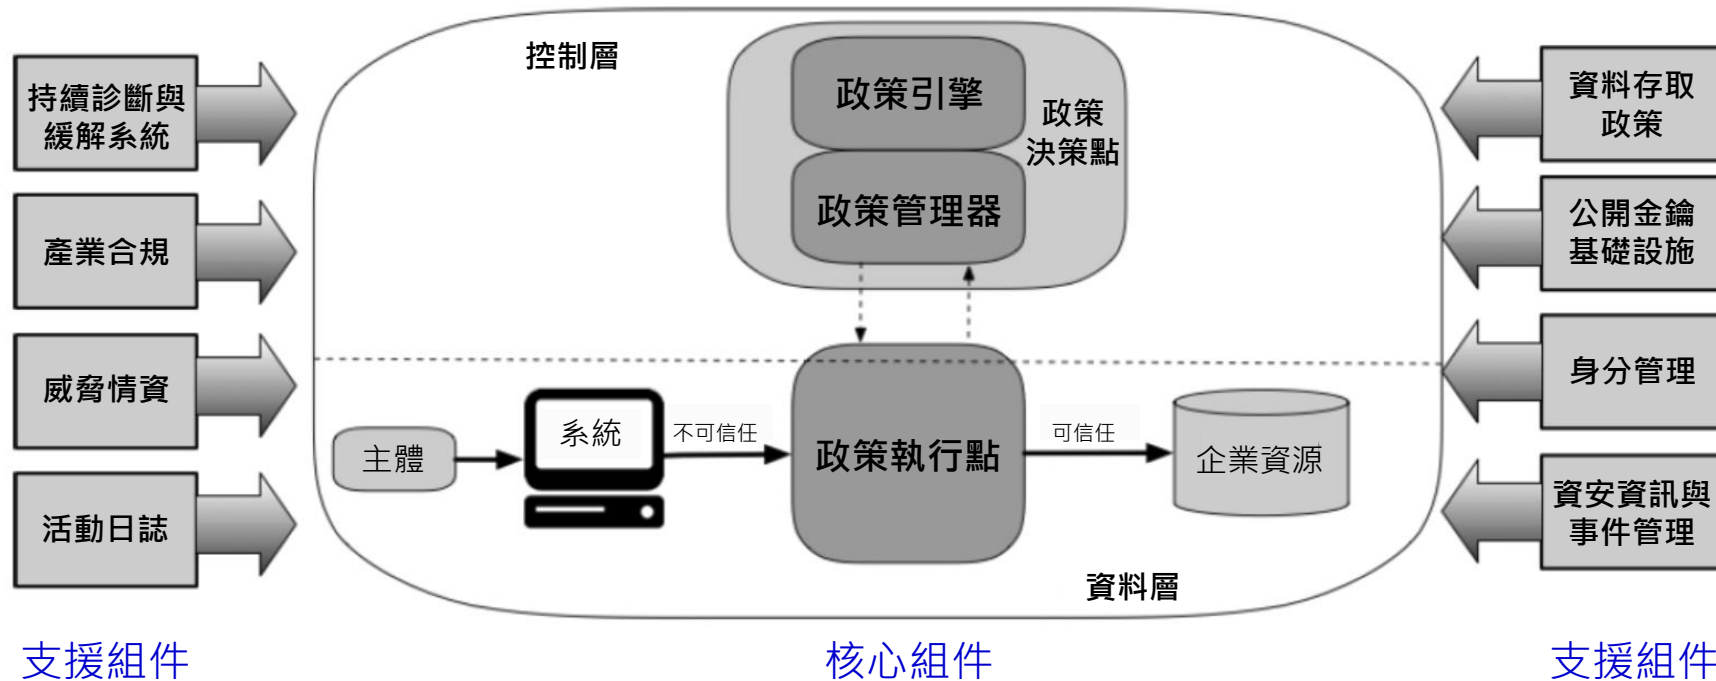 控制層
持續診斷與
緩解系統
產業合規
威脅情資
活動日誌
政策引擎
政策管理器
政策
決策點
主體
系統
不可信任
政策執行點
可信任
企業資源
資料層
資料存取
政策
公開金鑰
基礎設施
身分管理
資安資訊與
事件管理
支援組件
核心組件
支援組件